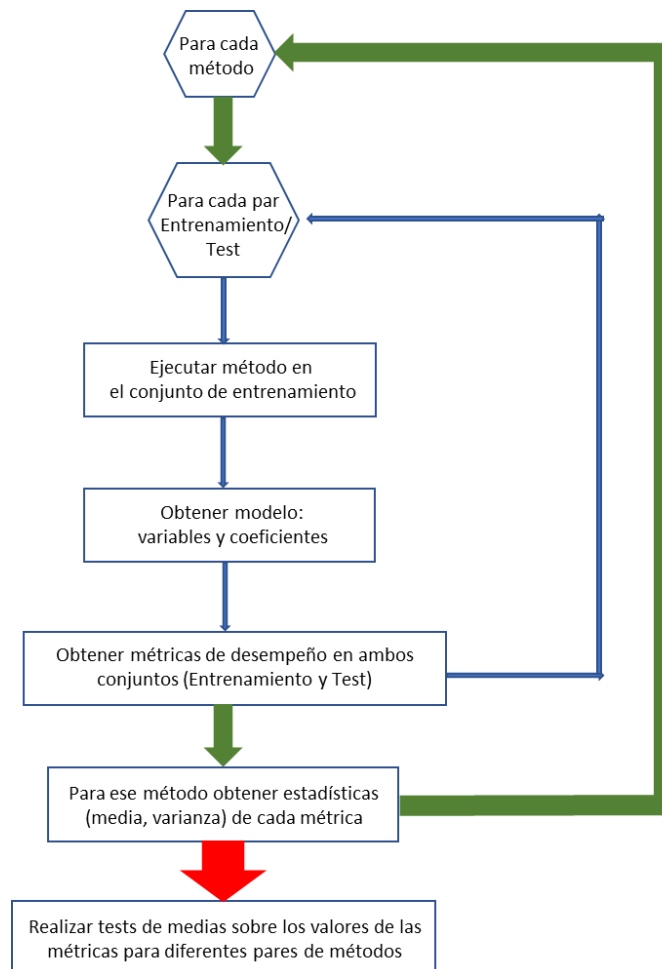 Para cada
método
Para cada par
Entrenamiento/
Test
Ejecutar método en
el conjunto de entrenamiento
Obtener modelo:
variables y coeficientes
Obtener métricas de desempeño en ambos
conjuntos (Entrenamiento y Test)
Para ese método obtener estadísticas
(media, varianza) de cada métrica
Realizar tests de medias sobre los valores de las
métricas para diferentes pares de métodos